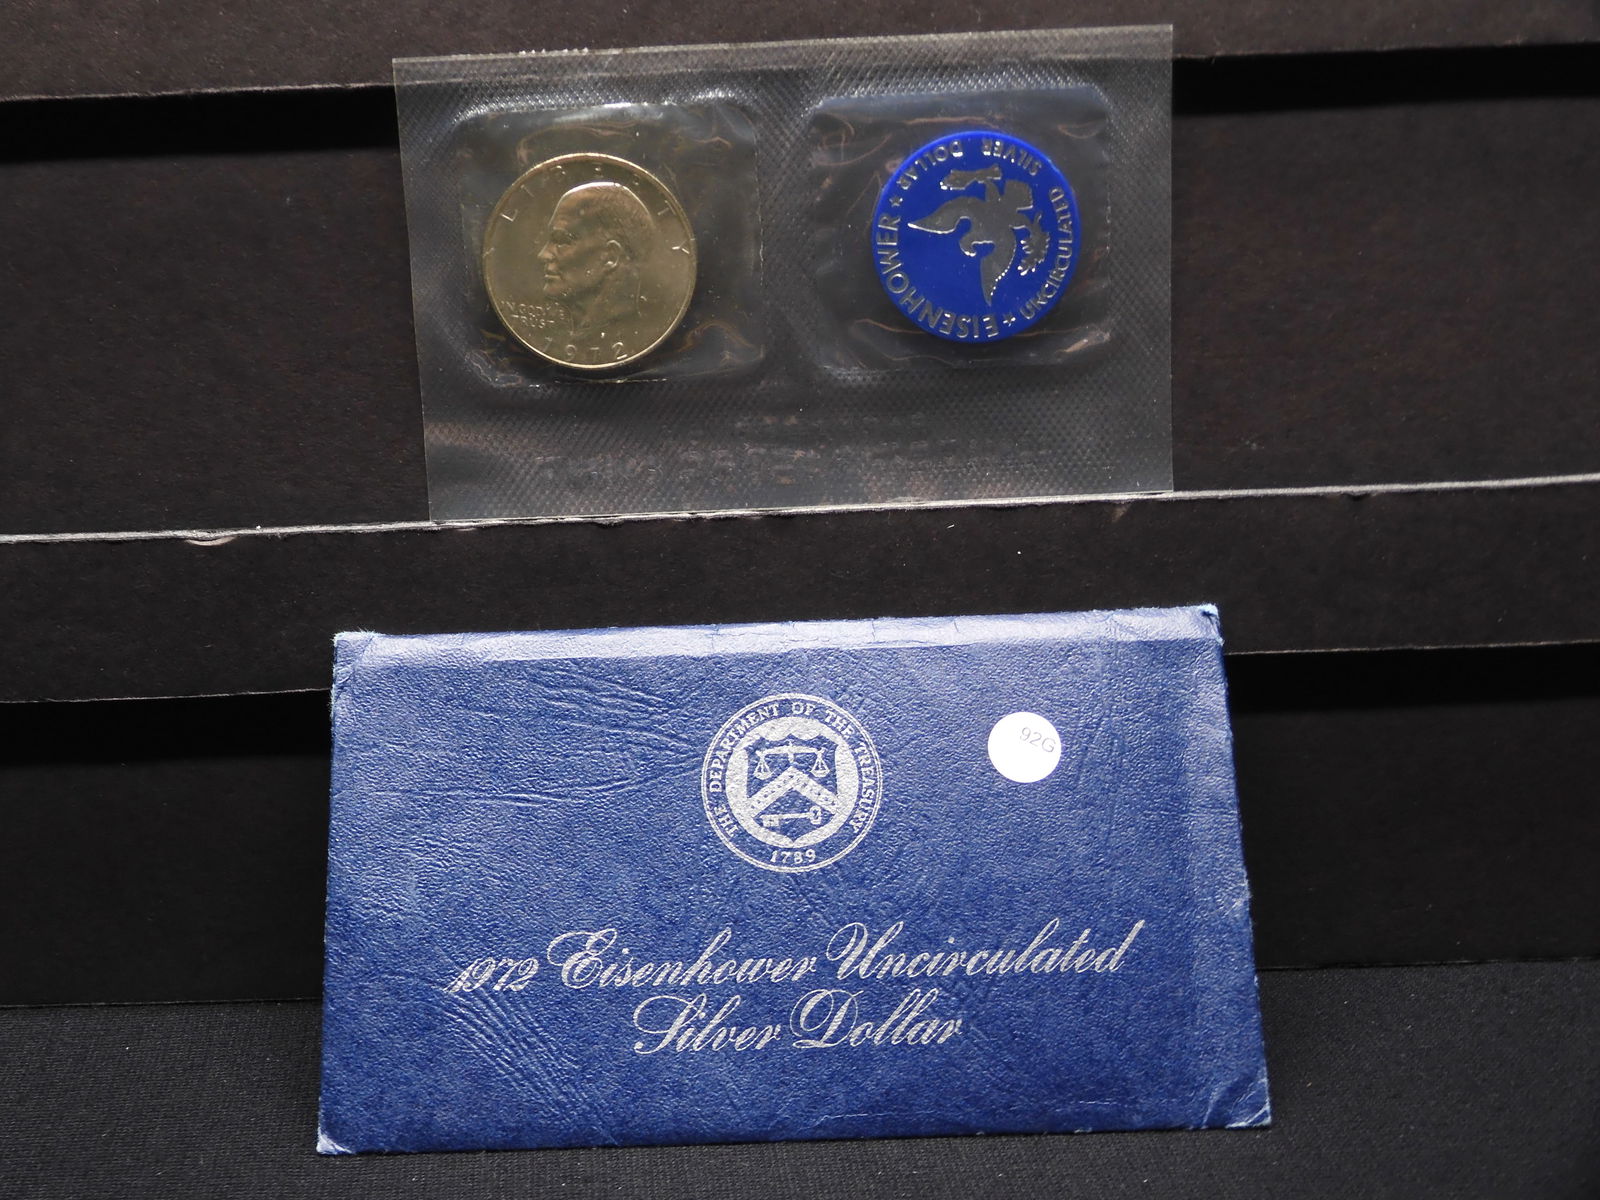 LIBERTY
IN GOD WE
TRUST
1972
EISENHOWER ★ UNCIRCULATED SILVER DOLLAR ★
THE DEPARTMENT OF THE TREASURY
1789
92G
1972 Eisenhower Uncirculated
Silver Dollar